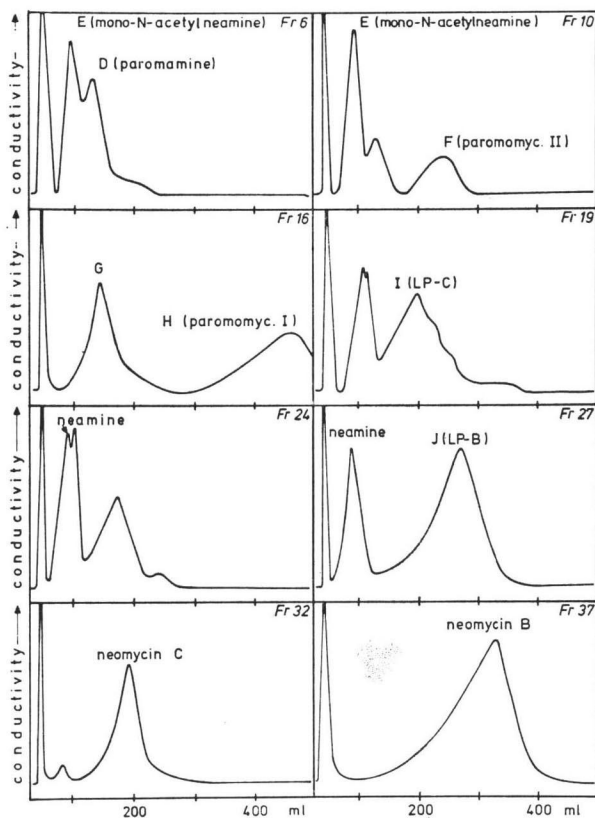 E (mono-N-acetylneamine) Fr 6
D (paromamine)
conductivity
E (mono-N-acetylneamine) Fr 10
F (paromomyc. II)
Fr 16
G
H (paromomyc. I)
conductivity
Fr 19
I (LP-C)
Fr 24
neamine
conductivity
Fr 27
neamine
J (LP-B)
Fr 32
neomycin C
conductivity
Fr 37
neomycin B
200 400 ml 200 400 ml